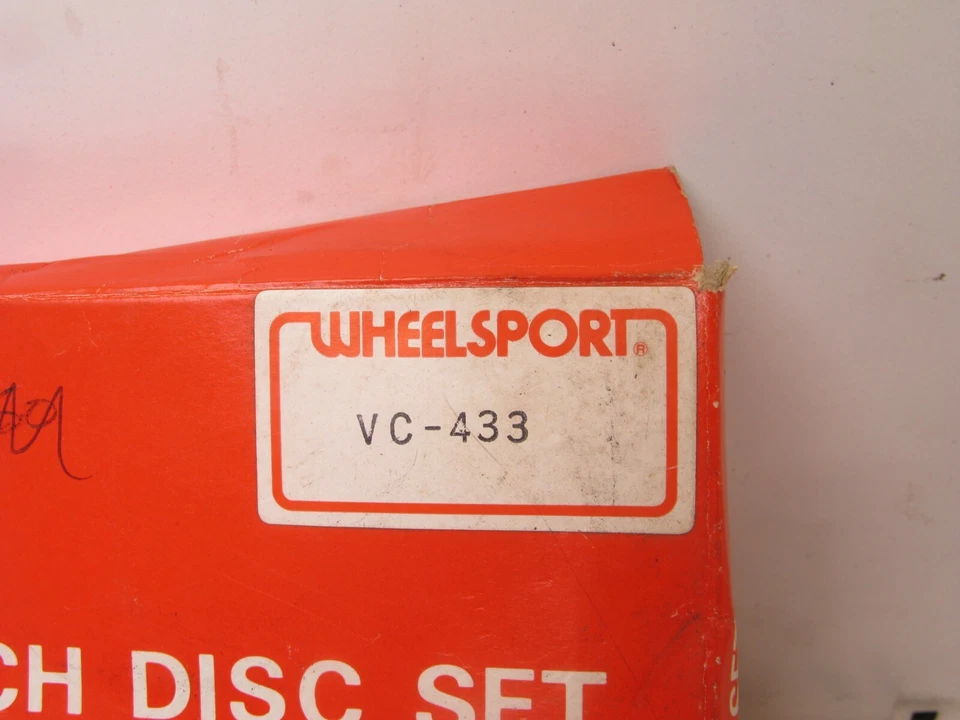 WHEELSPORT®
VC-433
CH DISC SET